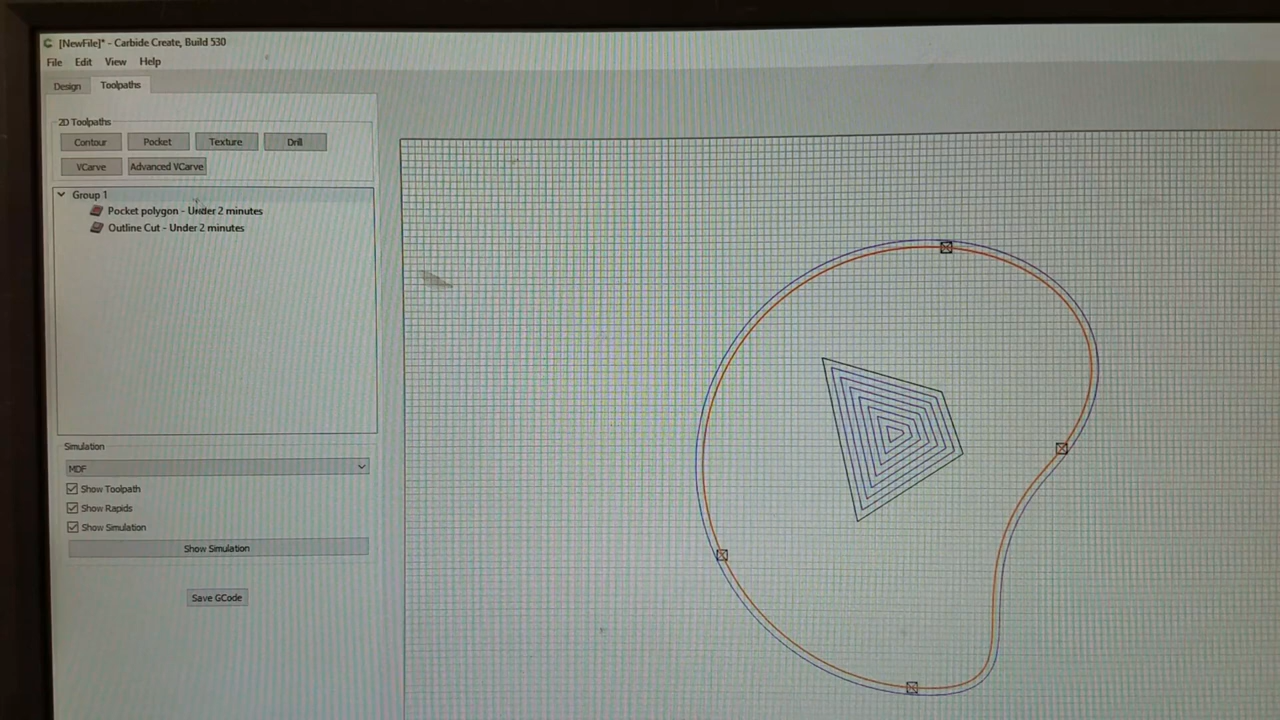 [NewFile]* - Carbide Create, Build 530
File Edit View Help
Design Toolpaths
2D Toolpaths
Contour Pocket Texture Drill
VCarve Advanced VCarve
Group 1
Pocket polygon - Under 2 minutes
Outline Cut - Under 2 minutes
Simulation
MDF
Show Toolpath
Show Rapids
Show Simulation
Show Simulation
Save GCode